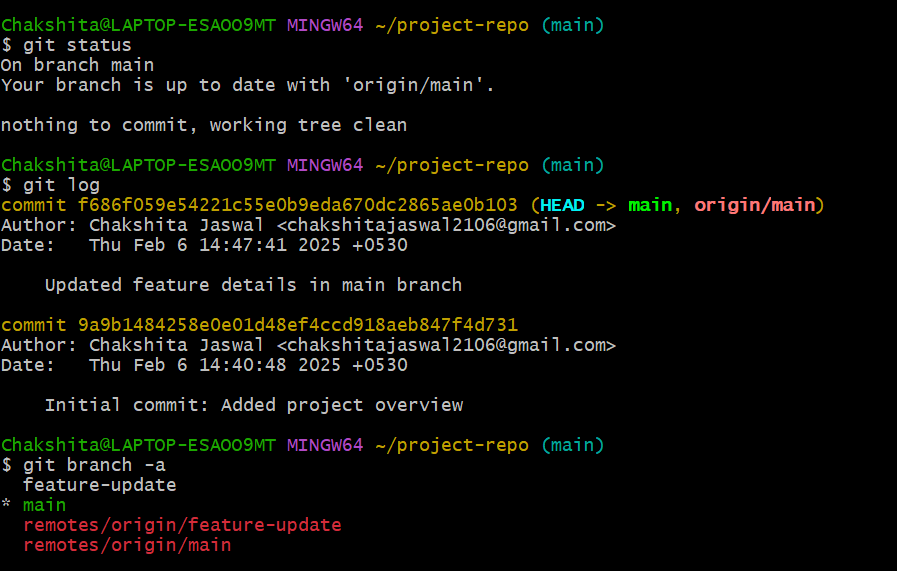 Chakshita@LAPTOP-ESAOO9MT MINGW64 ~/project-repo (main)
$ git status
On branch main
Your branch is up to date with 'origin/main'.
nothing to commit, working tree clean
Chakshita@LAPTOP-ESAOO9MT MINGW64 ~/project-repo (main)
$ git log
commit f686f059e54221c55e0b9eda670dc2865ae0b103 (HEAD -> main, origin/main)
Author: Chakshita Jaswal <chakshitajaswal2106@gmail.com>
Date:   Thu Feb 6 14:47:41 2025 +0530
    Updated feature details in main branch
commit 9a9b1484258e0e01d48ef4ccd918aeb847f4d731
Author: Chakshita Jaswal <chakshitajaswal2106@gmail.com>
Date:   Thu Feb 6 14:40:48 2025 +0530
    Initial commit: Added project overview
Chakshita@LAPTOP-ESAOO9MT MINGW64 ~/project-repo (main)
$ git branch -a
  feature-update
* main
  remotes/origin/feature-update
  remotes/origin/main